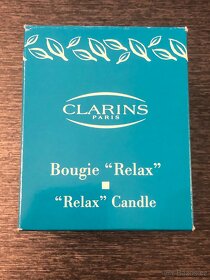 CLARINS
PARIS
Bougie “Relax”
“Relax” Candle